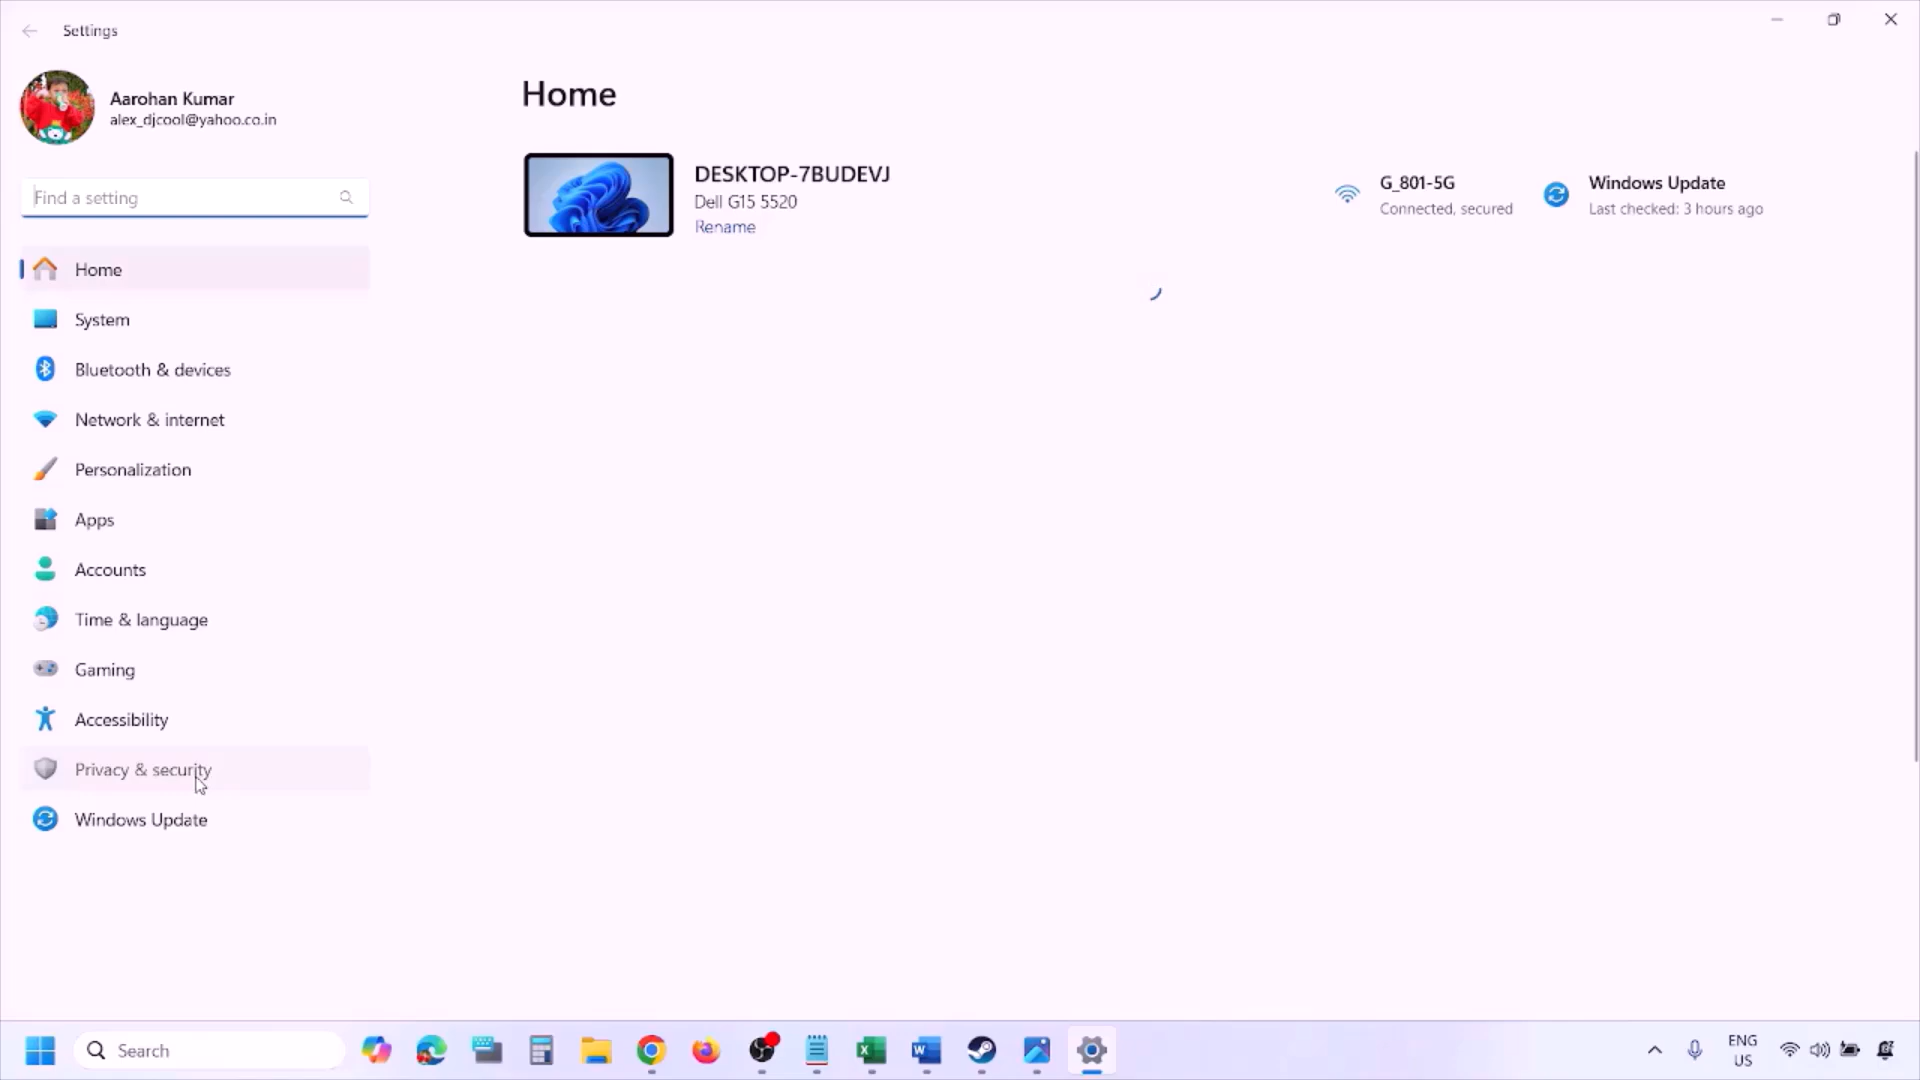 Settings
Aarohan Kumar
alex_djcool@yahoo.co.in
Find a setting
Home
System
Bluetooth & devices
Network & internet
Personalization
Apps
Accounts
Time & language
Gaming
Accessibility
Privacy & security
Windows Update
Home
DESKTOP-7BUDEVJ
Dell G15 5520
Rename
G_801-5G
Connected, secured
Windows Update
Last checked: 3 hours ago
Search
ENG
US